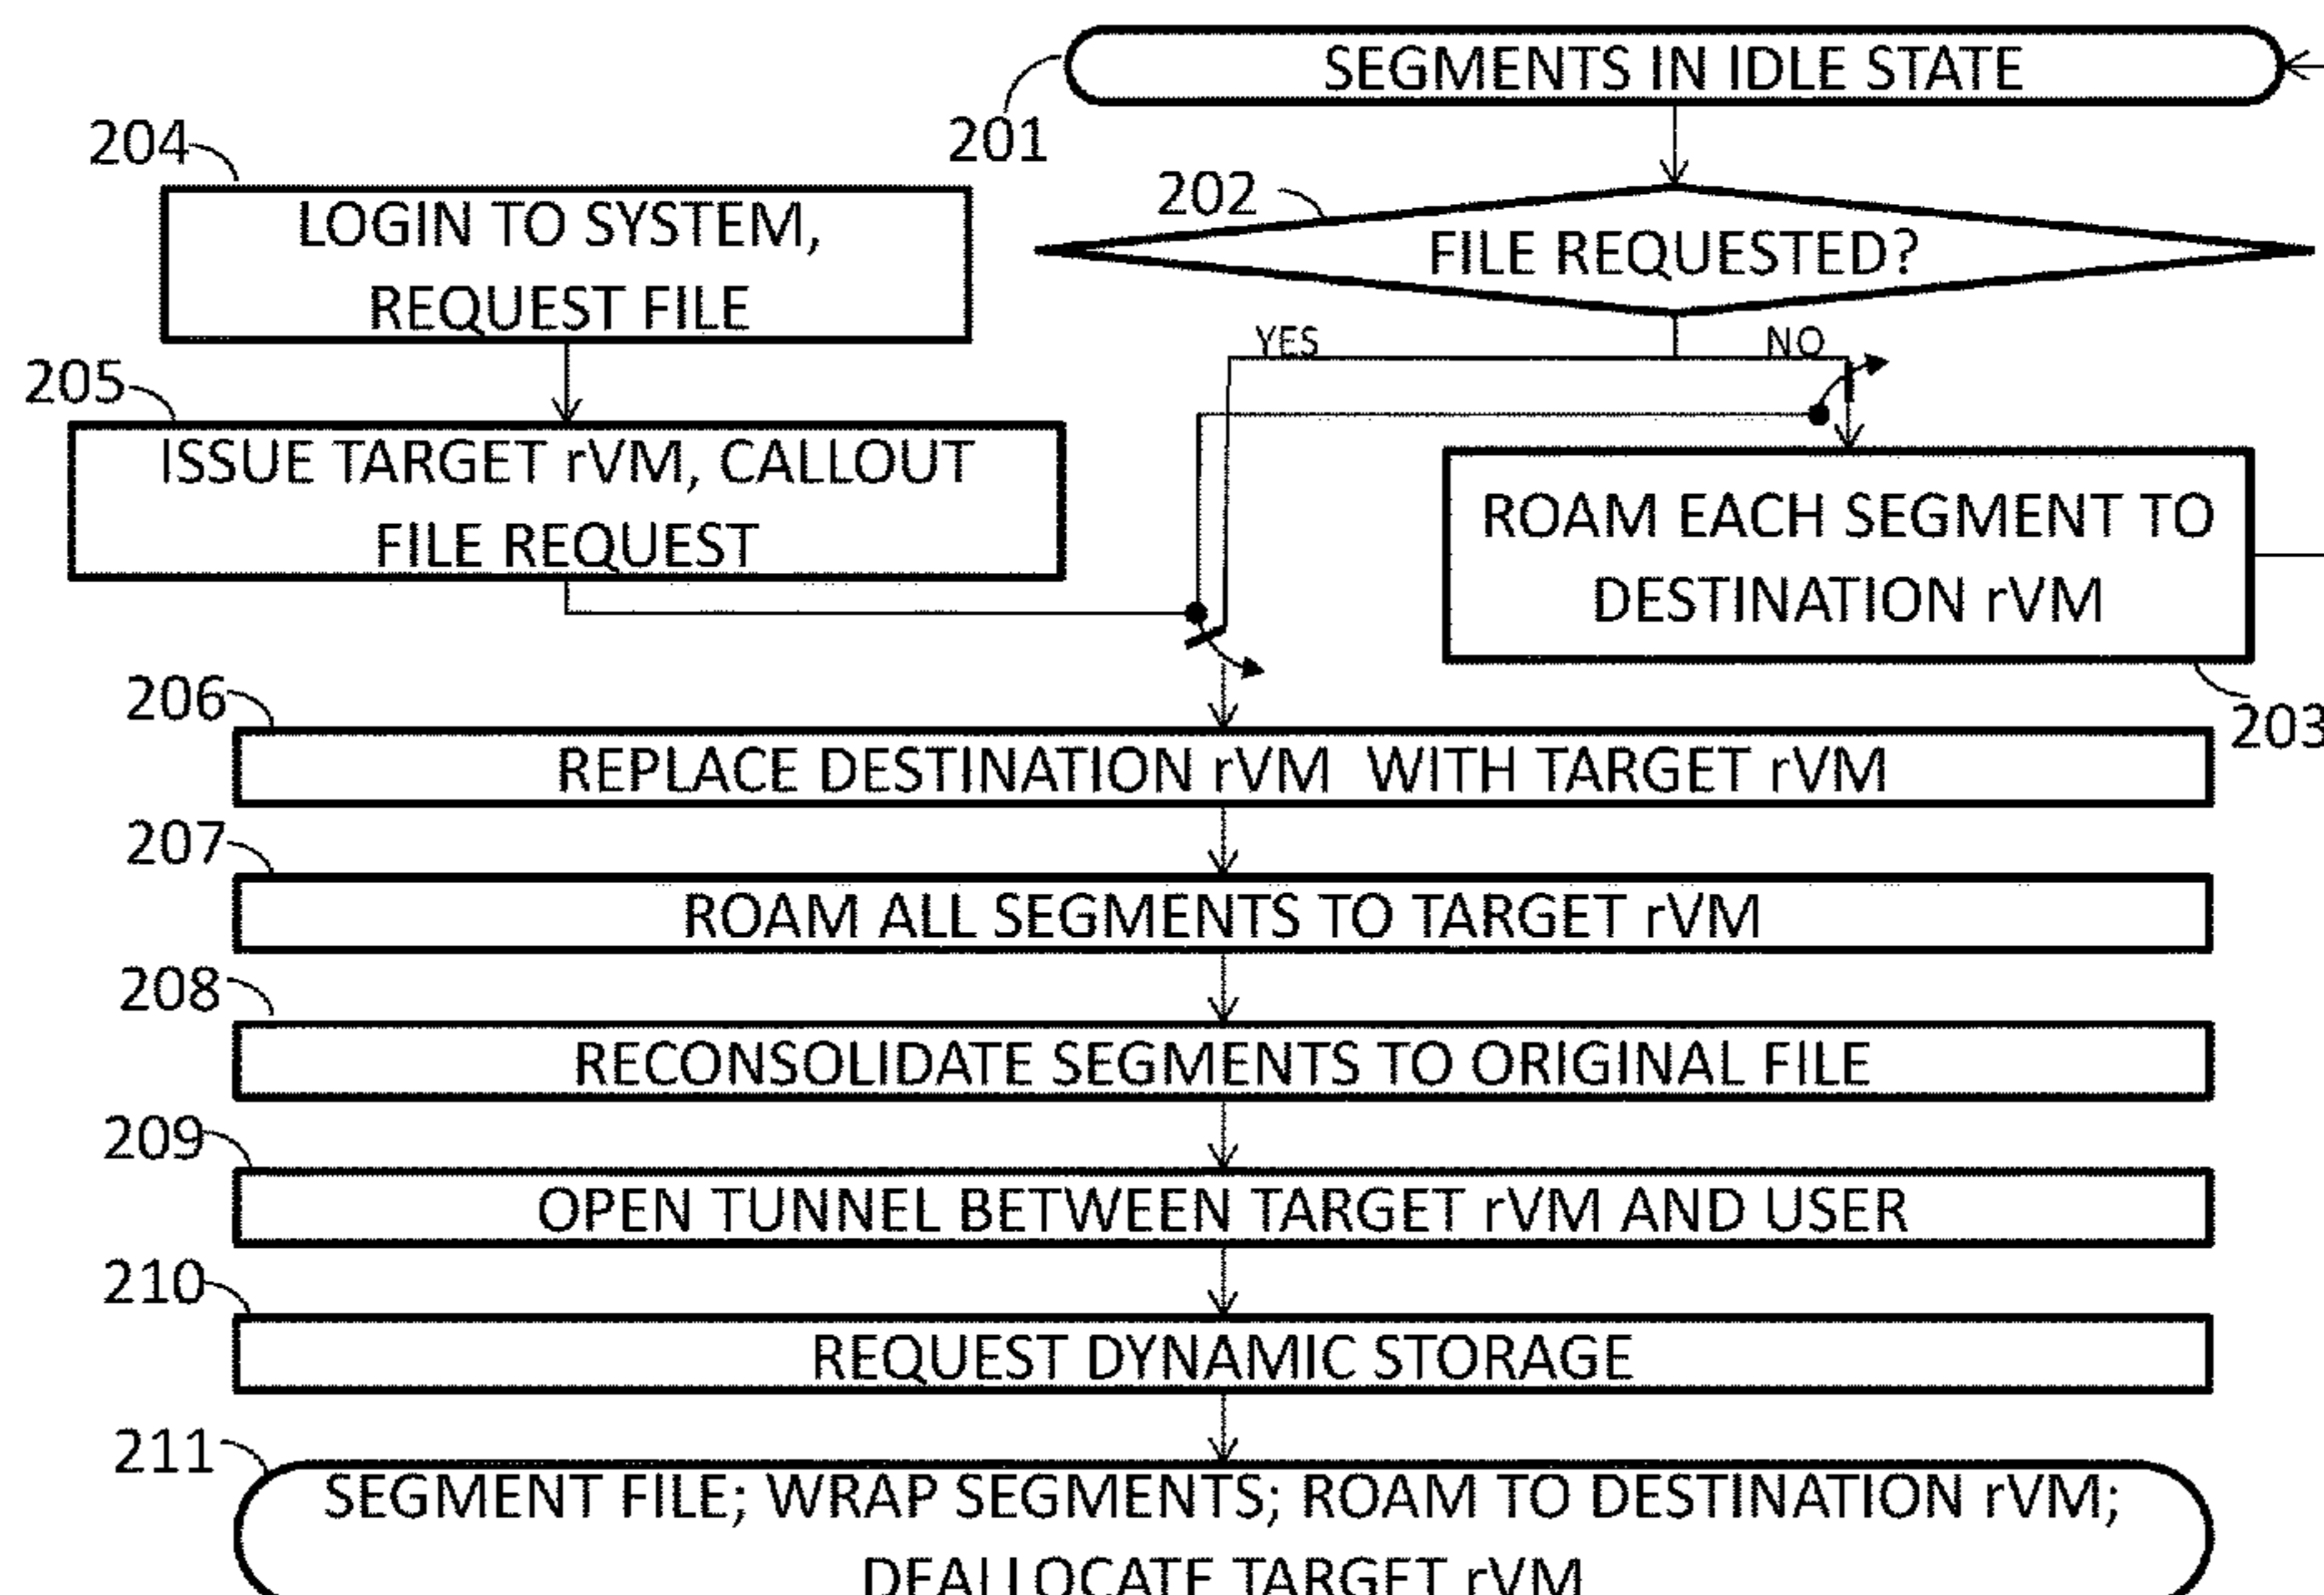 201
SEGMENTS IN IDLE STATE
202
FILE REQUESTED?
YES
NO
204
LOGIN TO SYSTEM,
REQUEST FILE
205
ISSUE TARGET rVM, CALLOUT
FILE REQUEST
ROAM EACH SEGMENT TO
DESTINATION rVM
203
206
REPLACE DESTINATION rVM WITH TARGET rVM
207
ROAM ALL SEGMENTS TO TARGET rVM
208
RECONSOLIDATE SEGMENTS TO ORIGINAL FILE
209
OPEN TUNNEL BETWEEN TARGET rVM AND USER
210
REQUEST DYNAMIC STORAGE
211
SEGMENT FILE; WRAP SEGMENTS; ROAM TO DESTINATION rVM;
DEALLOCATE TARGET rVM